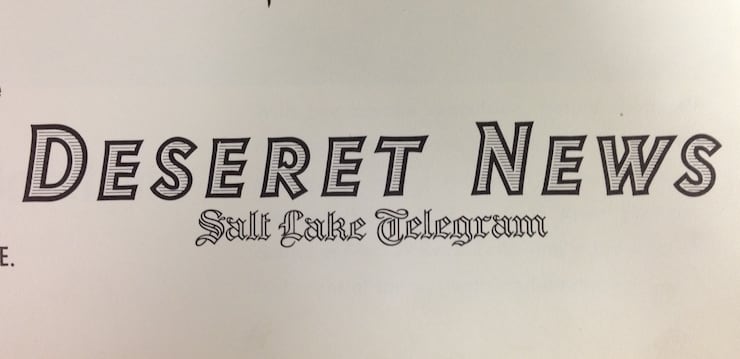 DESERET NEWS
Salt Lake Telegram
E.